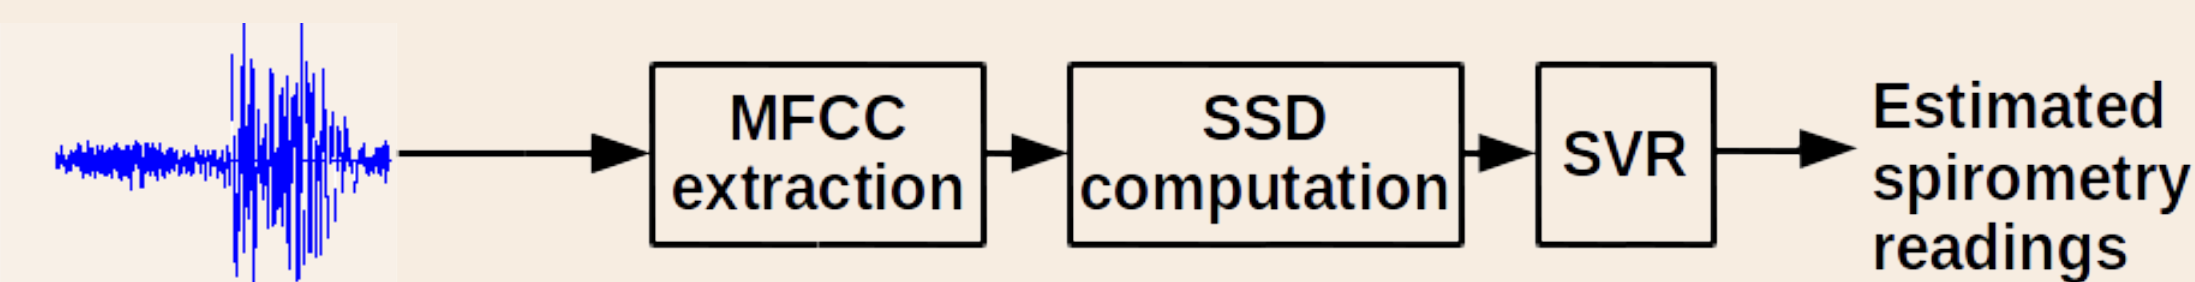 MFCC
extraction
SSD
computation
SVR
Estimated
spirometry
readings